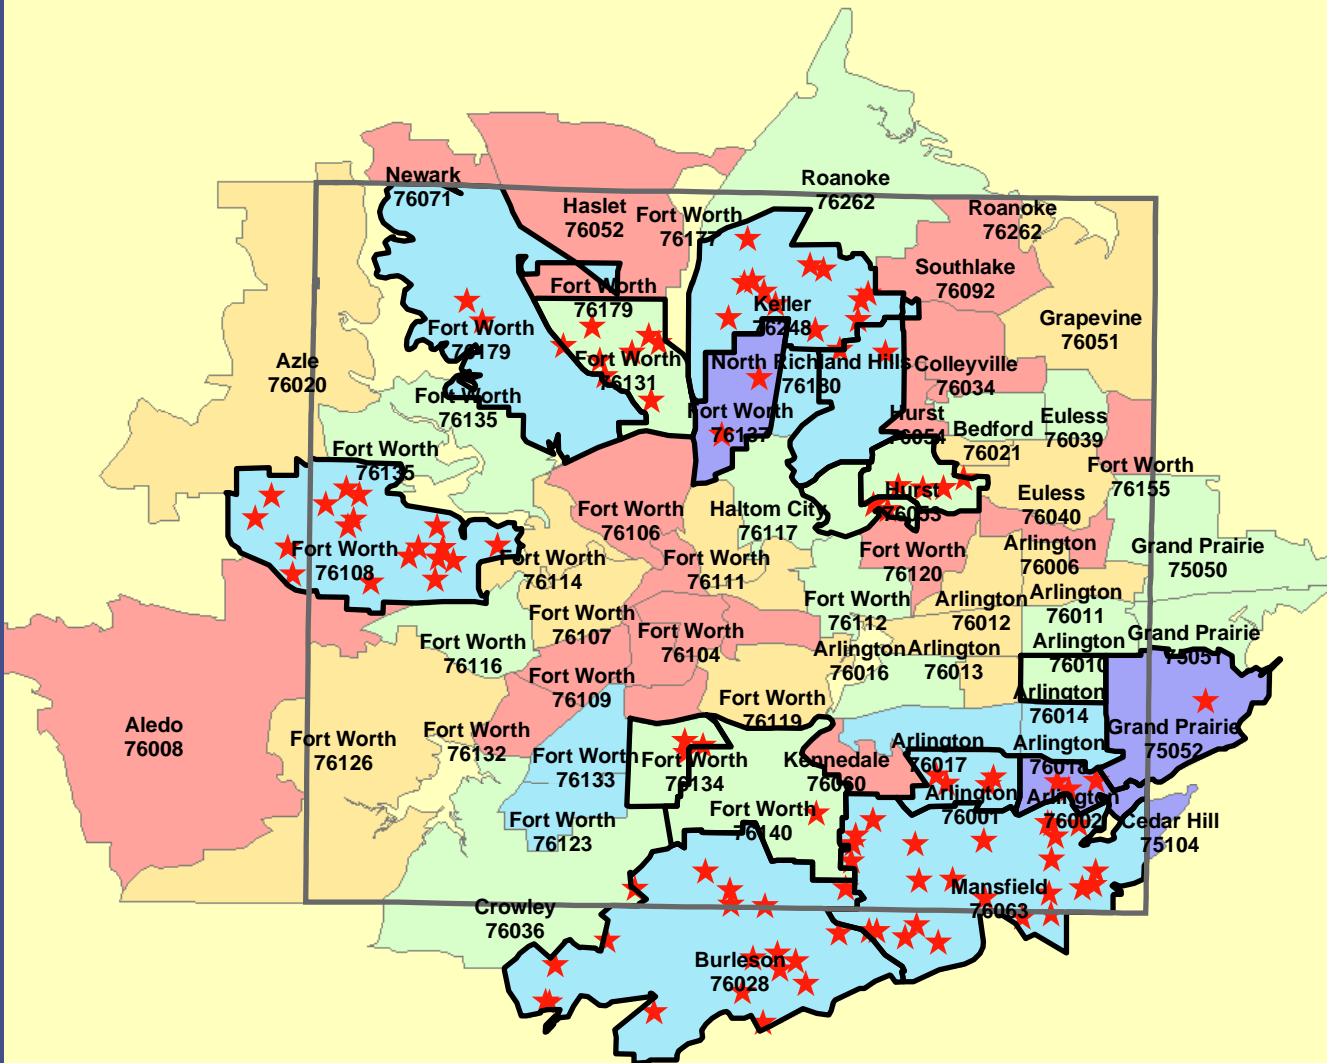 Newark
76071
Roanoke
76262
Haslet
76052
Fort Worth
76177
Roanoke
76262
Southlake
76092
Fort Worth
76179
Keller
76248
Grapevine
76051
Fort Worth
76179
Azle
76020
Fort Worth
76131
North Richland Hills
76180
Colleyville
76034
Fort Worth
76135
Fort Worth
76137
Hurst
76054
Bedford
76021
Euless
76039
Fort Worth
76135
Fort Worth
76155
Hurst
76053
Euless
76040
Fort Worth
76106
Haltom City
76117
Fort Worth
76108
Fort Worth
76114
Fort Worth
76111
Fort Worth
76120
Arlington
76006
Grand Prairie
75050
Fort Worth
76107
Fort Worth
76112
Arlington
76012
Arlington
76011
Fort Worth
76116
Fort Worth
76104
Arlington
76016
Arlington
76013
Arlington
76010
Grand Prairie
75051
Fort Worth
76109
Fort Worth
76119
Arlington
76014
Aledo
76008
Fort Worth
76126
Fort Worth
76132
Fort Worth
76133
Fort Worth
76134
Kennedale
76060
Arlington
76017
Arlington
76018
Grand Prairie
75052
Fort Worth
76123
Fort Worth
76140
Arlington
76001
Arlington
76002
Cedar Hill
75104
Mansfield
76063
Crowley
76036
Burleson
76028